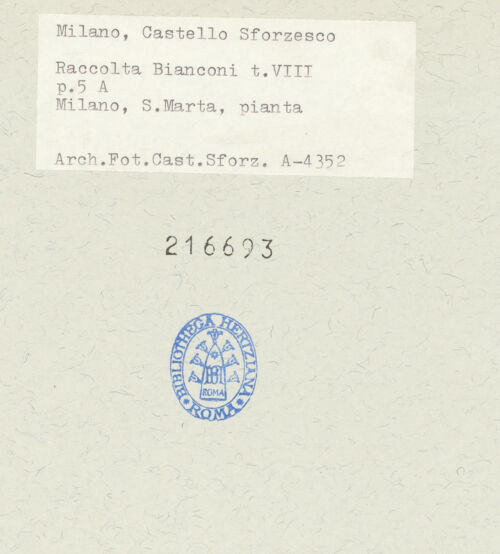 Milano, Castello Sforzesco
Raccolta Bianconi t.VIII
p.5 A
Milano, S.Marta, pianta
Arch.Fot.Cast.Sforz. A-4352
216693
BIBLIOTHECA HERTZIANA
ROMA
ROMA